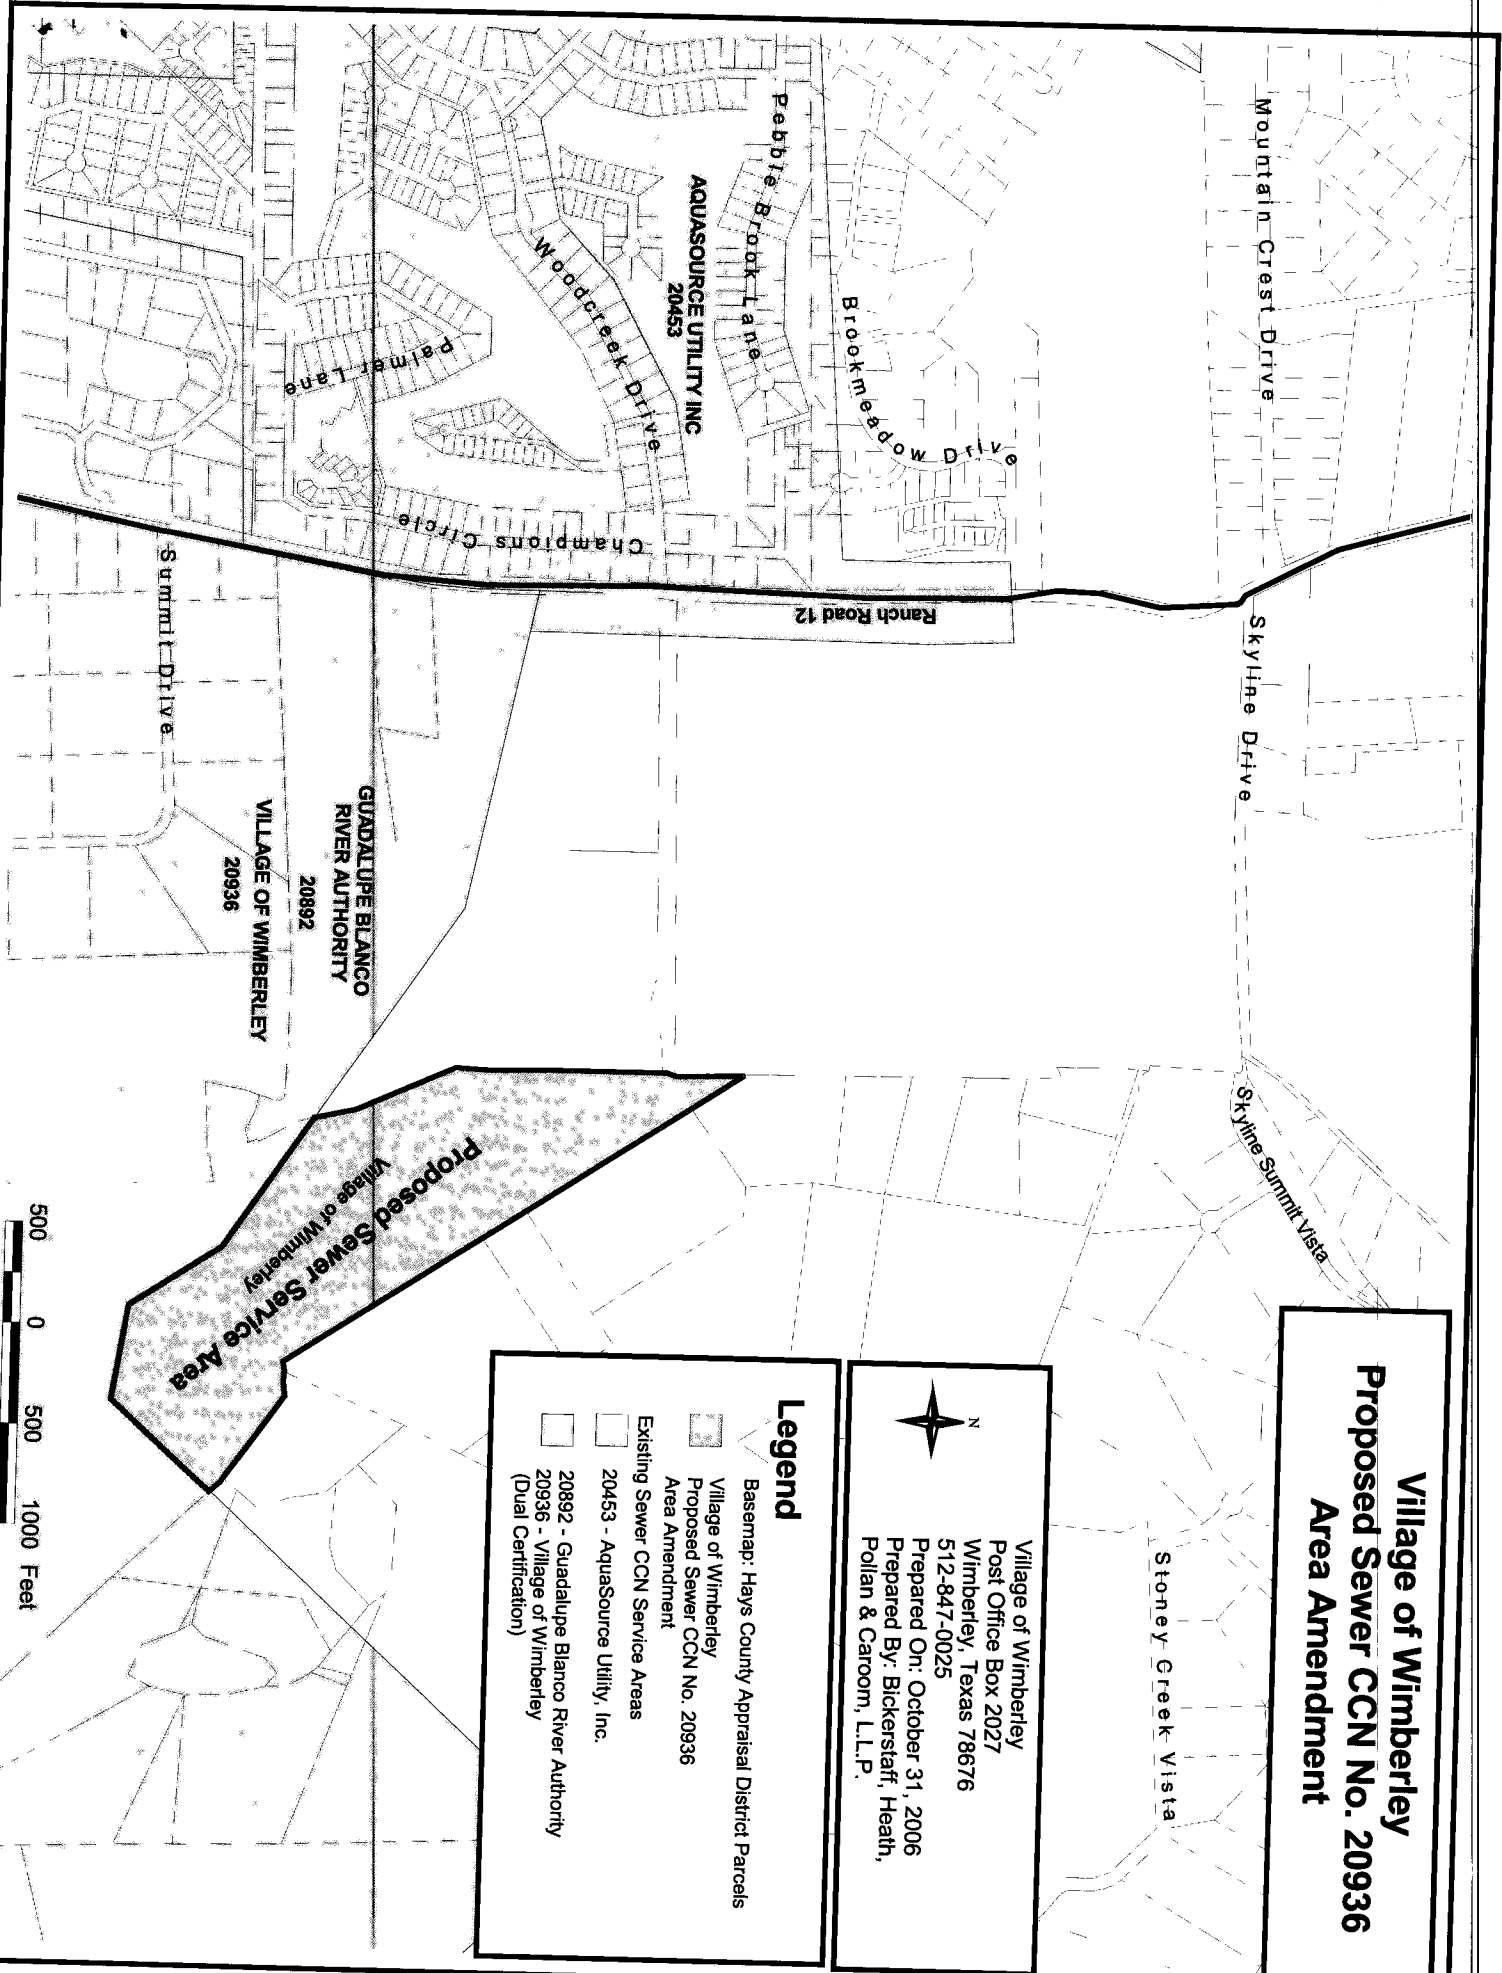 Village of Wimberley
Proposed Sewer CCN No. 20936
Area Amendment
Mountain Crest Drive
Skyline Drive
Skyline Summit Vista
Stoney Creek Vista
Pebble Brook Lane
Brookmeadow Drive
AQUASOURCE UTILITY INC
20453
Woodcreek Drive
Palmer Lane
Champions Circle
Ranch Road 12
Summit Drive
GUADALUPE BLANCO
RIVER AUTHORITY
20892
VILLAGE OF WIMBERLEY
20936
Proposed Sewer Service Area
Village of Wimberley
N
Village of Wimberley
Post Office Box 2027
Wimberley, Texas 78676
512-847-0025
Prepared On: October 31, 2006
Prepared By: Bickerstaff, Heath,
Pollan & Caroom, L.L.P.
Legend
Basemap: Hays County Appraisal District Parcels
Village of Wimberley
Proposed Sewer CCN No. 20936
Area Amendment
Existing Sewer CCN Service Areas
20453 - AquaSource Utility, Inc.
20892 - Guadalupe Blanco River Authority
20936 - Village of Wimberley
(Dual Certification)
500 0 500 1000 Feet